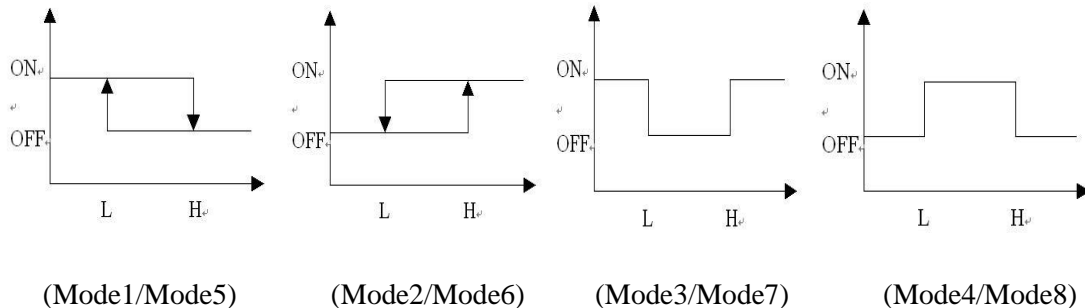 ON
OFF
L H
(Mode1/Mode5)
ON
OFF
L H
(Mode2/Mode6)
ON
OFF
L H
(Mode3/Mode7)
ON
OFF
L H
(Mode4/Mode8)